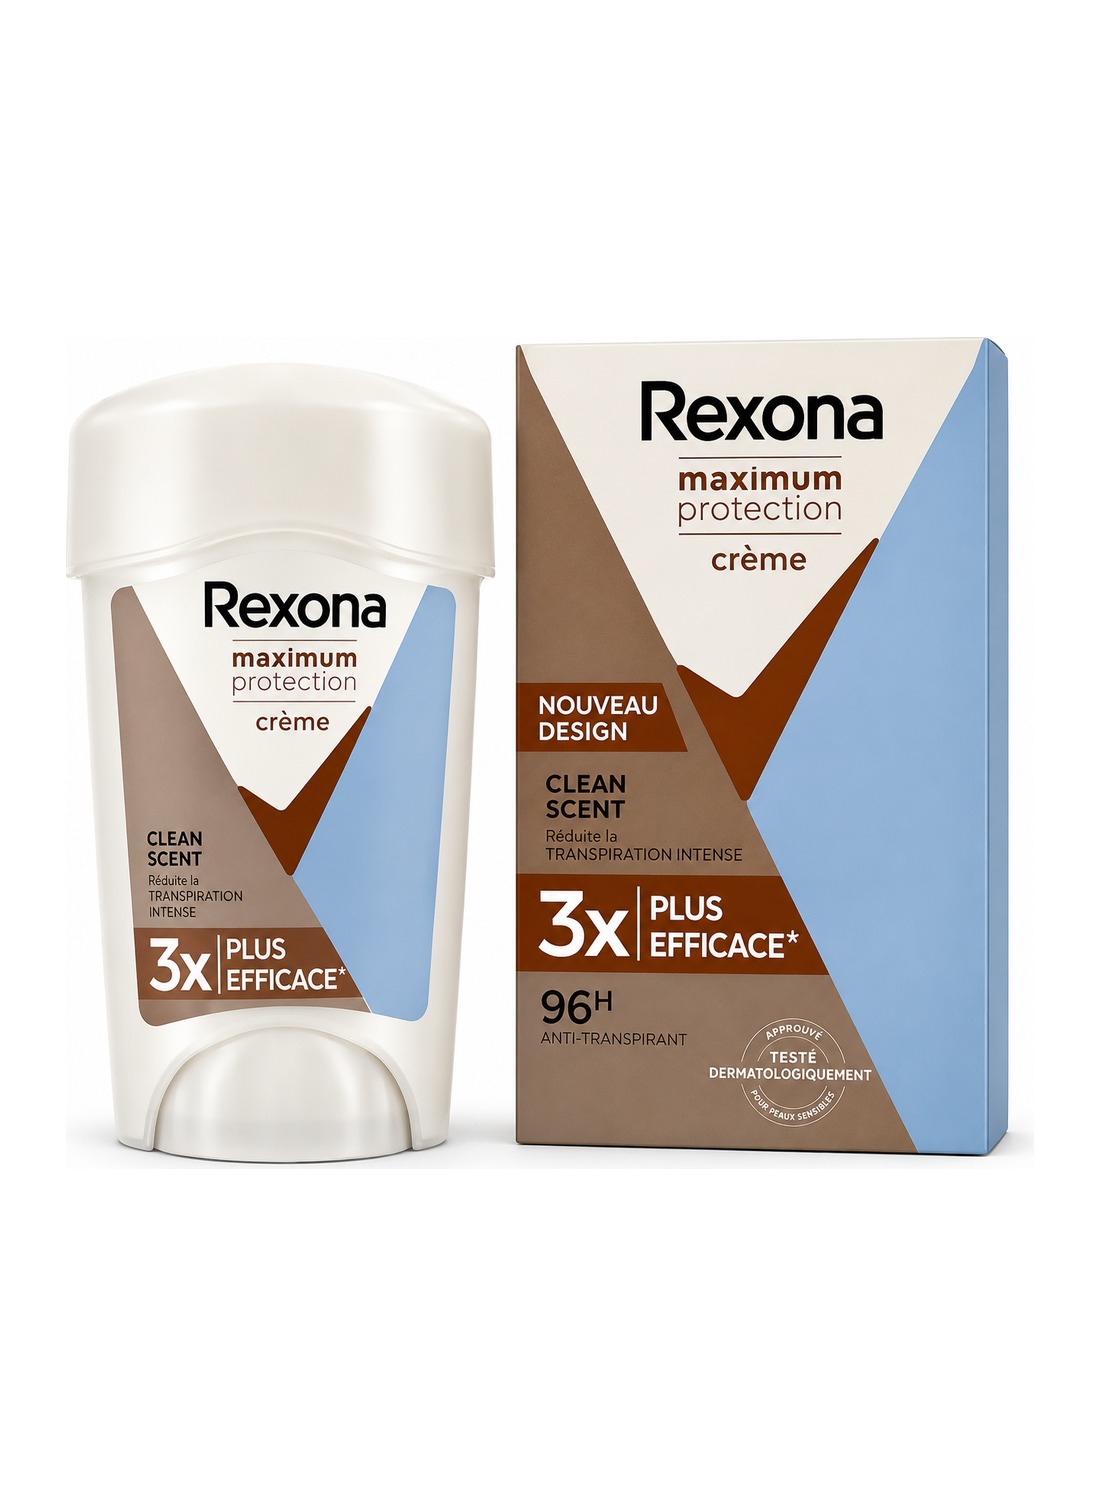 Rexona
maximum
protection
crème
CLEAN
SCENT
Réduite la
TRANSPIRATION
INTENSE
3x PLUS
EFFICACE*
Rexona
maximum
protection
crème
NOUVEAU
DESIGN
CLEAN
SCENT
Réduite la
TRANSPIRATION INTENSE
3x PLUS
EFFICACE*
96H
ANTI-TRANSPIRANT
APPROUVÉ
TESTÉ
DERMATOLOGIQUEMENT
POUR PEAUX SENSIBLES